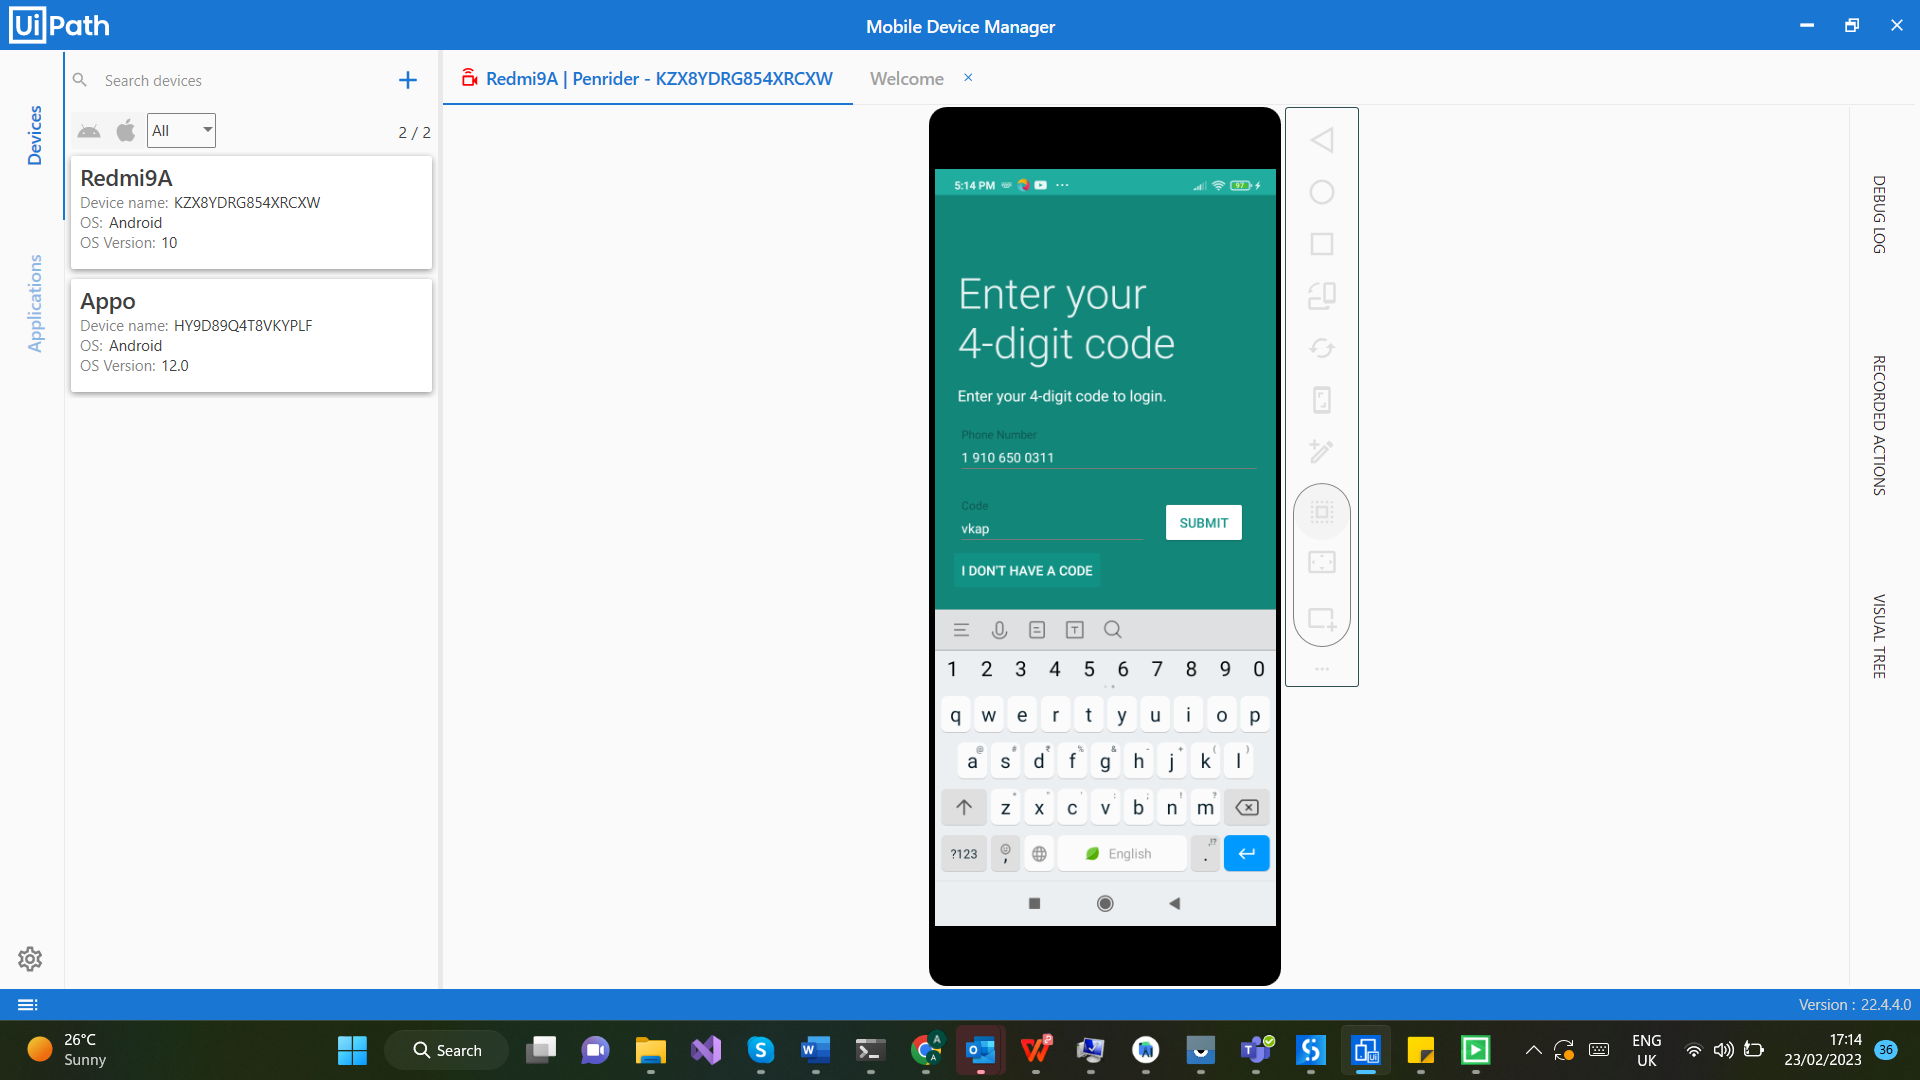 UiPath
Mobile Device Manager
Devices
Applications
Search devices
All
2 / 2
Redmi9A
Device name: KZX8YDRG854XRCXW
OS: Android
OS Version: 10
Appo
Device name: HY9D89Q4T8VKYPLF
OS: Android
OS Version: 12.0
Redmi9A | Penrider - KZX8YDRG854XRCXW
Welcome
5:14 PM
97
Enter your
4-digit code
Enter your 4-digit code to login.
Phone Number
1 910 650 0311
Code
vkap
SUBMIT
I DON'T HAVE A CODE
1 2 3 4 5 6 7 8 9 0
q w e r t y u i o p
a s d f g h j k l
z x c v b n m
?123 , English .
DEBUG LOG
RECORDED ACTIONS
VISUAL TREE
Version : 22.4.4.0
26°C
Sunny
Search
ENG
UK
17:14
23/02/2023
36